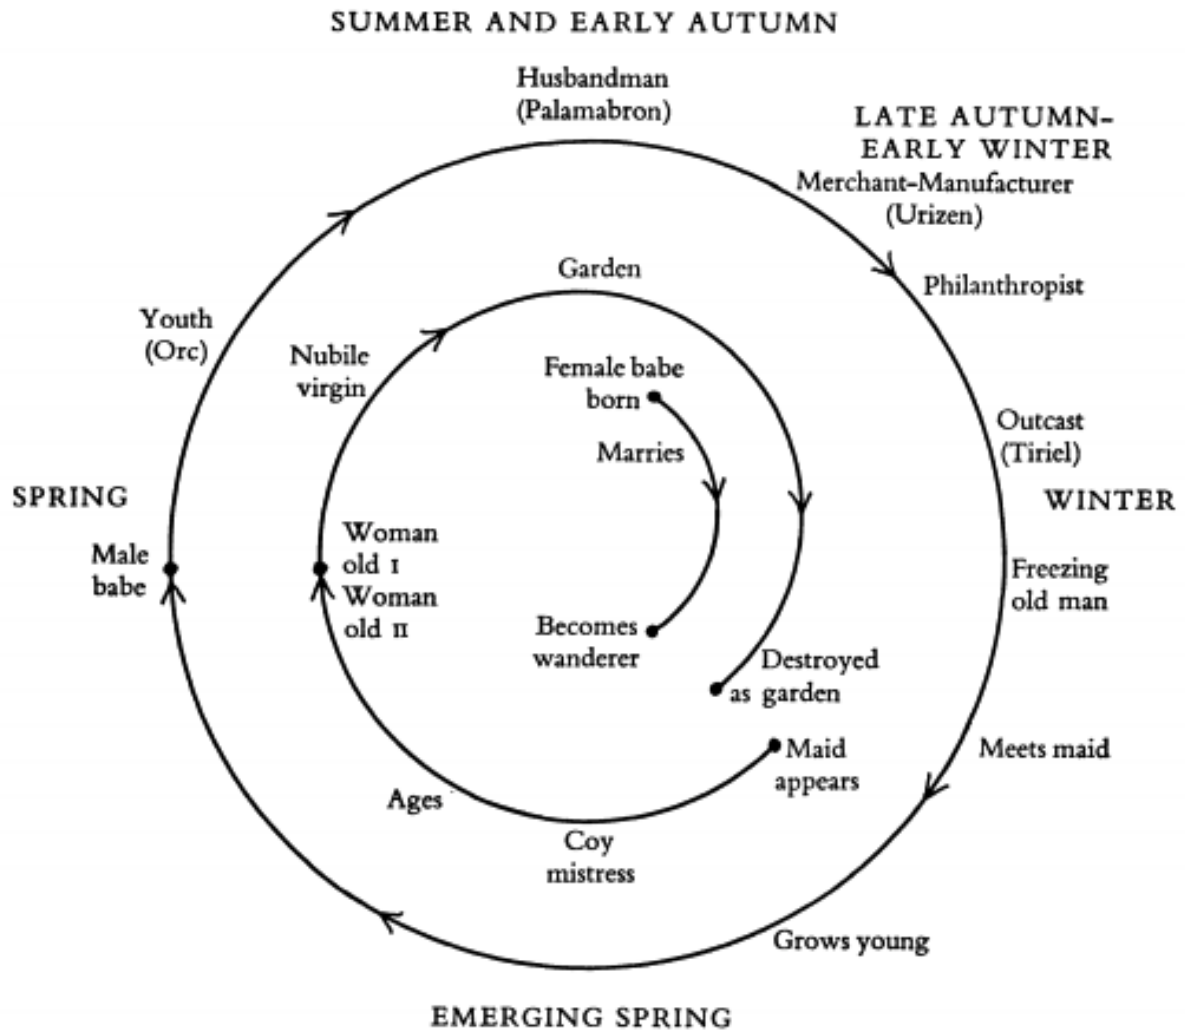 SUMMER AND EARLY AUTUMN
Husbandman
(Palamabron)
LATE AUTUMN-
EARLY WINTER
Merchant-Manufacturer
(Urizen)
Philanthropist
Garden
Youth
(Orc)
Nubile
virgin
Female babe
born
Marries
Outcast
(Tiriel)
SPRING
WINTER
Male
babe
Woman
old I
Woman
old II
Freezing
old man
Becomes
wanderer
Destroyed
as garden
Maid
appears
Meets maid
Ages
Coy
mistress
Grows young
EMERGING SPRING